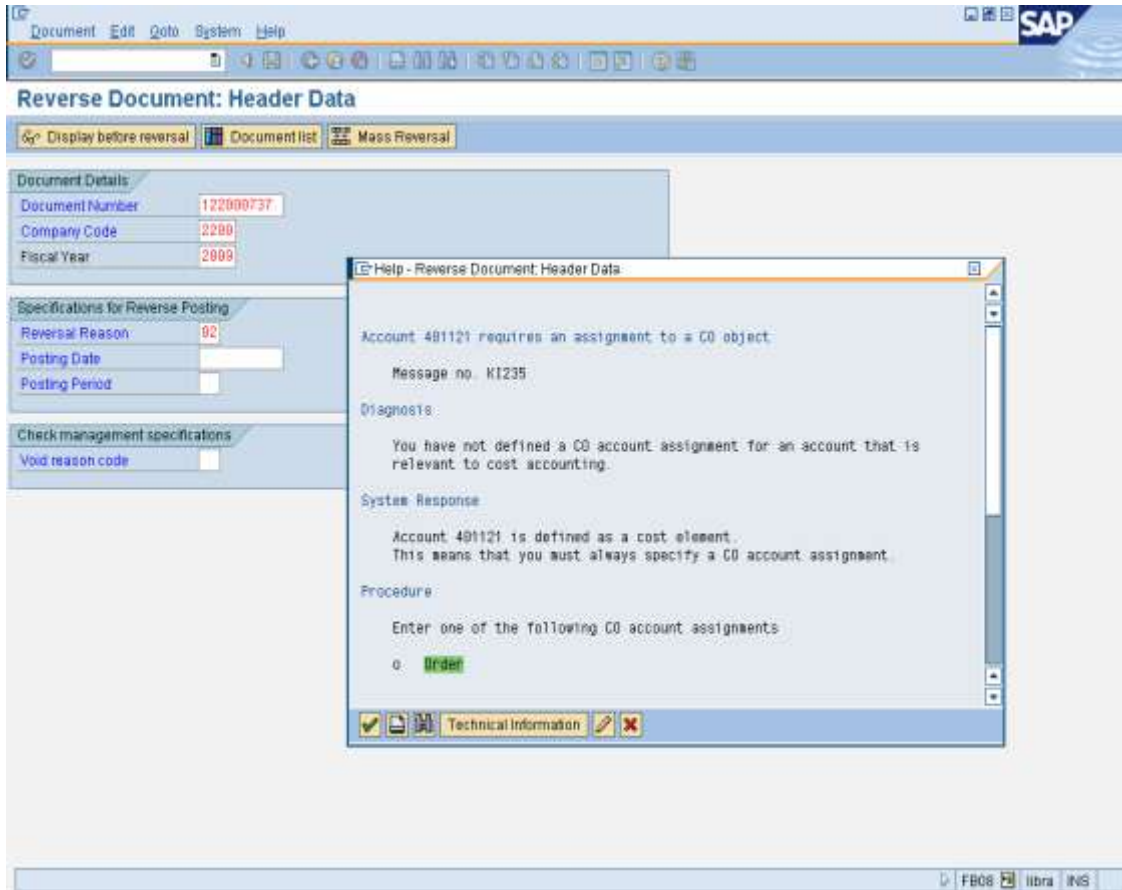 Document Edit Goto System Help
SAP
Reverse Document: Header Data
Display before reversal Document list Mass Reversal
Document Details
Document Number 122000737
Company Code 2200
Fiscal Year 2009
Specifications for Reverse Posting
Reversal Reason 92
Posting Date
Posting Period
Check management specifications
Void reason code
Help - Reverse Document: Header Data
Account 401121 requires an assignment to a CO object
Message no. KI235
Diagnosis
You have not defined a CO account assignment for an account that is
relevant to cost accounting.
System Response
Account 401121 is defined as a cost element.
This means that you must always specify a CO account assignment.
Procedure
Enter one of the following CO account assignments
o Order
Technical Information
FB08 libra INS